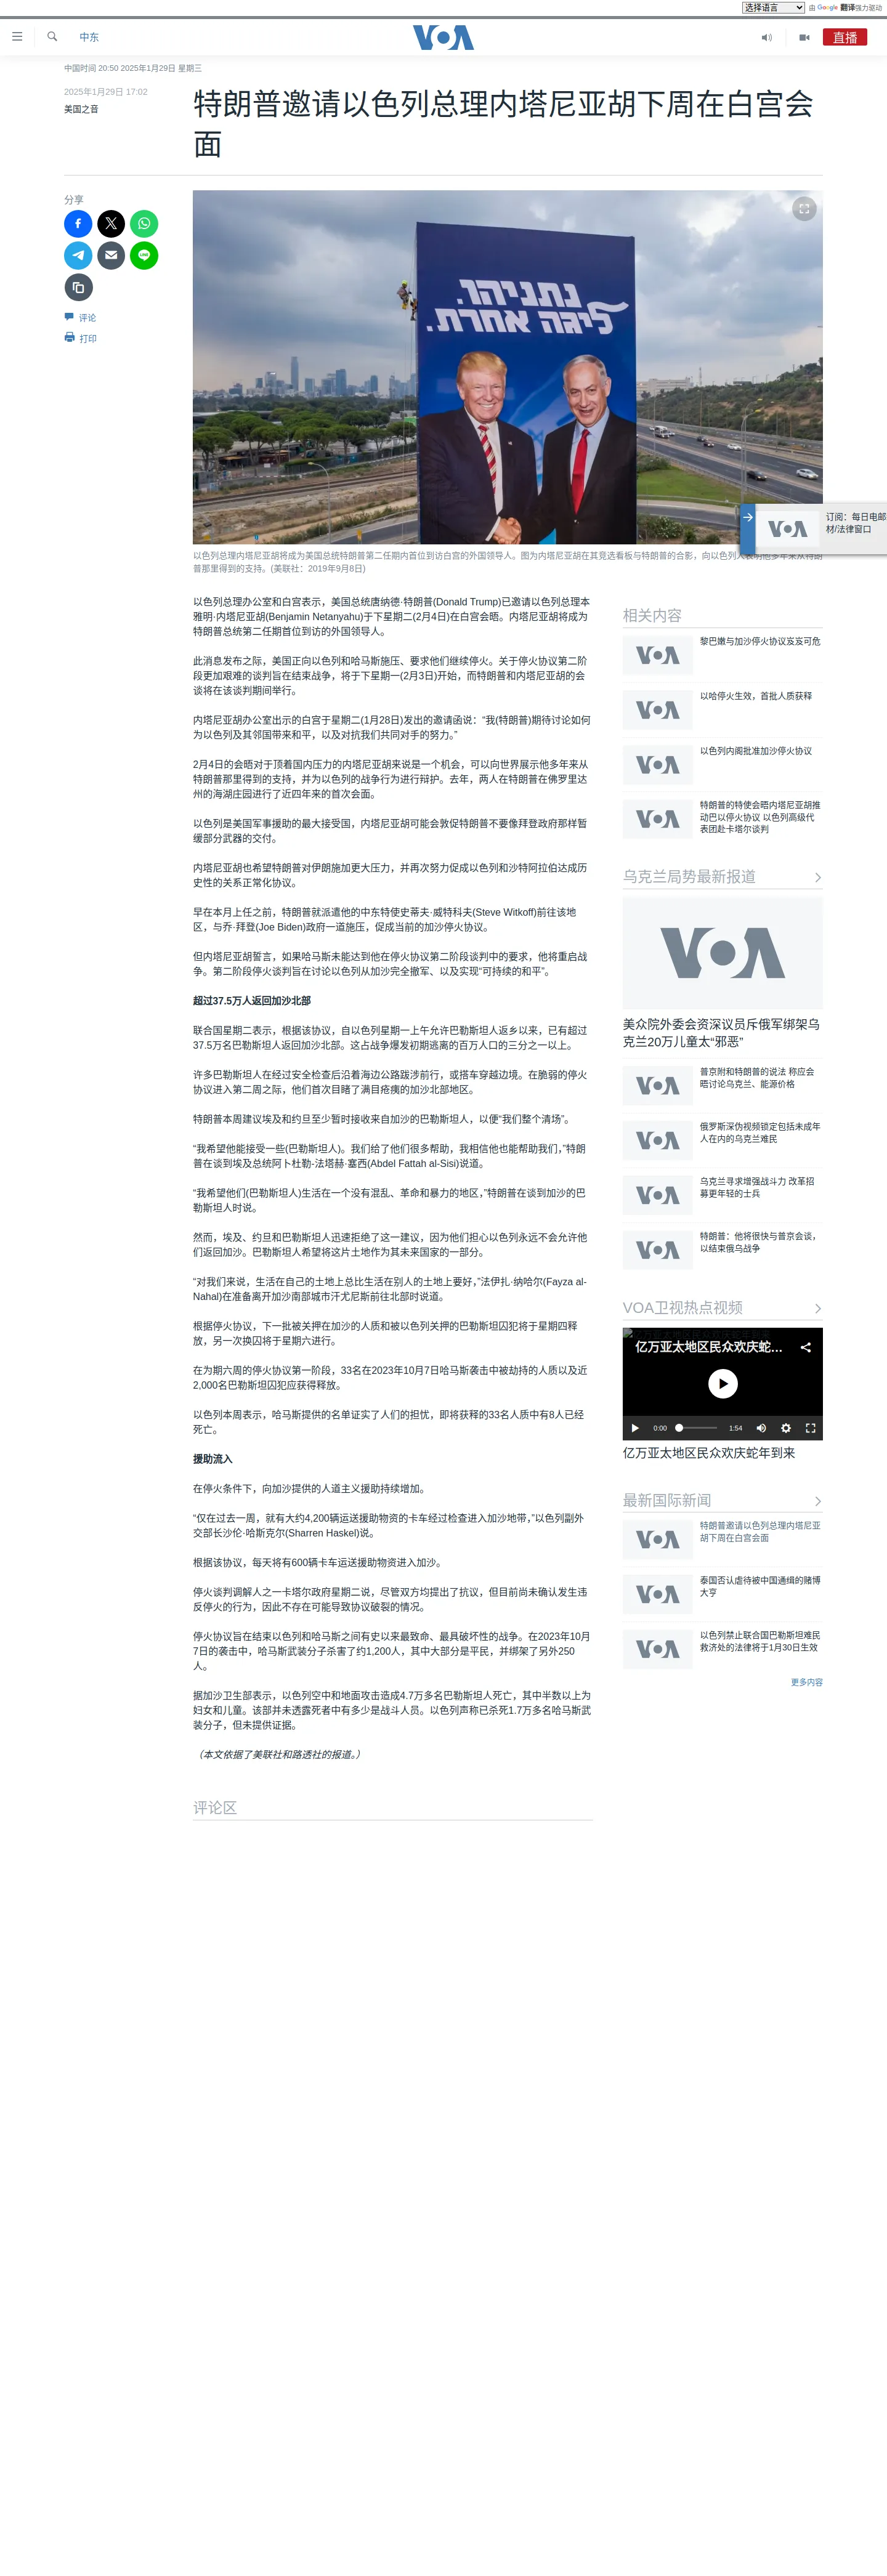 选择语言 由 Google 翻译强力驱动
中东
VOA
直播
中国时间 20:50 2025年1月29日 星期三
2025年1月29日 17:02
美国之音
特朗普邀请以色列总理内塔尼亚胡下周在白宫会
面
分享
LINE
评论
打印
נתניהו.
ליגה אחרת.
订阅：每日电邮
材/法律窗口
VOA
以色列总理内塔尼亚胡将成为美国总统特朗普第二任期内首位到访白宫的外国领导人。图为内塔尼亚胡在其竞选看板与特朗普的合影，向以色列人表明他多年来从特朗
普那里得到的支持。(美联社：2019年9月8日)
以色列总理办公室和白宫表示，美国总统唐纳德·特朗普(Donald Trump)已邀请以色列总理本
雅明·内塔尼亚胡(Benjamin Netanyahu)于下星期二(2月4日)在白宫会晤。内塔尼亚胡将成为
特朗普总统第二任期首位到访的外国领导人。
此消息发布之际，美国正向以色列和哈马斯施压、要求他们继续停火。关于停火协议第二阶
段更加艰难的谈判旨在结束战争，将于下星期一(2月3日)开始，而特朗普和内塔尼亚胡的会
谈将在该谈判期间举行。
内塔尼亚胡办公室出示的白宫于星期二(1月28日)发出的邀请函说：“我(特朗普)期待讨论如何
为以色列及其邻国带来和平，以及对抗我们共同对手的努力。”
2月4日的会晤对于顶着国内压力的内塔尼亚胡来说是一个机会，可以向世界展示他多年来从
特朗普那里得到的支持，并为以色列的战争行为进行辩护。去年，两人在特朗普在佛罗里达
州的海湖庄园进行了近四年来的首次会面。
以色列是美国军事援助的最大接受国，内塔尼亚胡可能会敦促特朗普不要像拜登政府那样暂
缓部分武器的交付。
内塔尼亚胡也希望特朗普对伊朗施加更大压力，并再次努力促成以色列和沙特阿拉伯达成历
史性的关系正常化协议。
早在本月上任之前，特朗普就派遣他的中东特使史蒂夫·威特科夫(Steve Witkoff)前往该地
区，与乔·拜登(Joe Biden)政府一道施压，促成当前的加沙停火协议。
但内塔尼亚胡誓言，如果哈马斯未能达到他在停火协议第二阶段谈判中的要求，他将重启战
争。第二阶段停火谈判旨在讨论以色列从加沙完全撤军、以及实现“可持续的和平”。
超过37.5万人返回加沙北部
联合国星期二表示，根据该协议，自以色列星期一上午允许巴勒斯坦人返乡以来，已有超过
37.5万名巴勒斯坦人返回加沙北部。这占战争爆发初期逃离的百万人口的三分之一以上。
许多巴勒斯坦人在经过安全检查后沿着海边公路跋涉前行，或搭车穿越边境。在脆弱的停火
协议进入第二周之际，他们首次目睹了满目疮痍的加沙北部地区。
特朗普本周建议埃及和约旦至少暂时接收来自加沙的巴勒斯坦人，以便“我们整个清场”。
“我希望他能接受一些(巴勒斯坦人)。我们给了他们很多帮助，我相信他也能帮助我们，”特朗
普在谈到埃及总统阿卜杜勒-法塔赫·塞西(Abdel Fattah al-Sisi)说道。
“我希望他们(巴勒斯坦人)生活在一个没有混乱、革命和暴力的地区，”特朗普在谈到加沙的巴
勒斯坦人时说。
然而，埃及、约旦和巴勒斯坦人迅速拒绝了这一建议，因为他们担心以色列永远不会允许他
们返回加沙。巴勒斯坦人希望将这片土地作为其未来国家的一部分。
“对我们来说，生活在自己的土地上总比生活在别人的土地上要好，”法伊扎·纳哈尔(Fayza al-
Nahal)在准备离开加沙南部城市汗尤尼斯前往北部时说道。
根据停火协议，下一批被关押在加沙的人质和被以色列关押的巴勒斯坦囚犯将于星期四释
放，另一次换囚将于星期六进行。
在为期六周的停火协议第一阶段，33名在2023年10月7日哈马斯袭击中被劫持的人质以及近
2,000名巴勒斯坦囚犯应获得释放。
以色列本周表示，哈马斯提供的名单证实了人们的担忧，即将获释的33名人质中有8人已经
死亡。
援助流入
在停火条件下，向加沙提供的人道主义援助持续增加。
“仅在过去一周，就有大约4,200辆运送援助物资的卡车经过检查进入加沙地带，”以色列副外
交部长沙伦·哈斯克尔(Sharren Haskel)说。
根据该协议，每天将有600辆卡车运送援助物资进入加沙。
停火谈判调解人之一卡塔尔政府星期二说，尽管双方均提出了抗议，但目前尚未确认发生违
反停火的行为，因此不存在可能导致协议破裂的情况。
停火协议旨在结束以色列和哈马斯之间有史以来最致命、最具破坏性的战争。在2023年10月
7日的袭击中，哈马斯武装分子杀害了约1,200人，其中大部分是平民，并绑架了另外250
人。
据加沙卫生部表示，以色列空中和地面攻击造成4.7万多名巴勒斯坦人死亡，其中半数以上为
妇女和儿童。该部并未透露死者中有多少是战斗人员。以色列声称已杀死1.7万多名哈马斯武
装分子，但未提供证据。
（本文依据了美联社和路透社的报道。）
评论区
相关内容
VOA
黎巴嫩与加沙停火协议岌岌可危
VOA
以哈停火生效，首批人质获释
VOA
以色列内阁批准加沙停火协议
VOA
特朗普的特使会晤内塔尼亚胡推
动巴以停火协议 以色列高级代
表团赴卡塔尔谈判
乌克兰局势最新报道
VOA
美众院外委会资深议员斥俄军绑架乌
克兰20万儿童太“邪恶”
VOA
普京附和特朗普的说法 称应会
晤讨论乌克兰、能源价格
VOA
俄罗斯深伪视频锁定包括未成年
人在内的乌克兰难民
VOA
乌克兰寻求增强战斗力 改革招
募更年轻的士兵
VOA
特朗普：他将很快与普京会谈，
以结束俄乌战争
VOA卫视热点视频
亿万亚太地区民众欢庆蛇...
0:00 1:54
亿万亚太地区民众欢庆蛇年到来
最新国际新闻
VOA
特朗普邀请以色列总理内塔尼亚
胡下周在白宫会面
VOA
泰国否认虐待被中国通缉的赌博
大亨
VOA
以色列禁止联合国巴勒斯坦难民
救济处的法律将于1月30日生效
更多内容